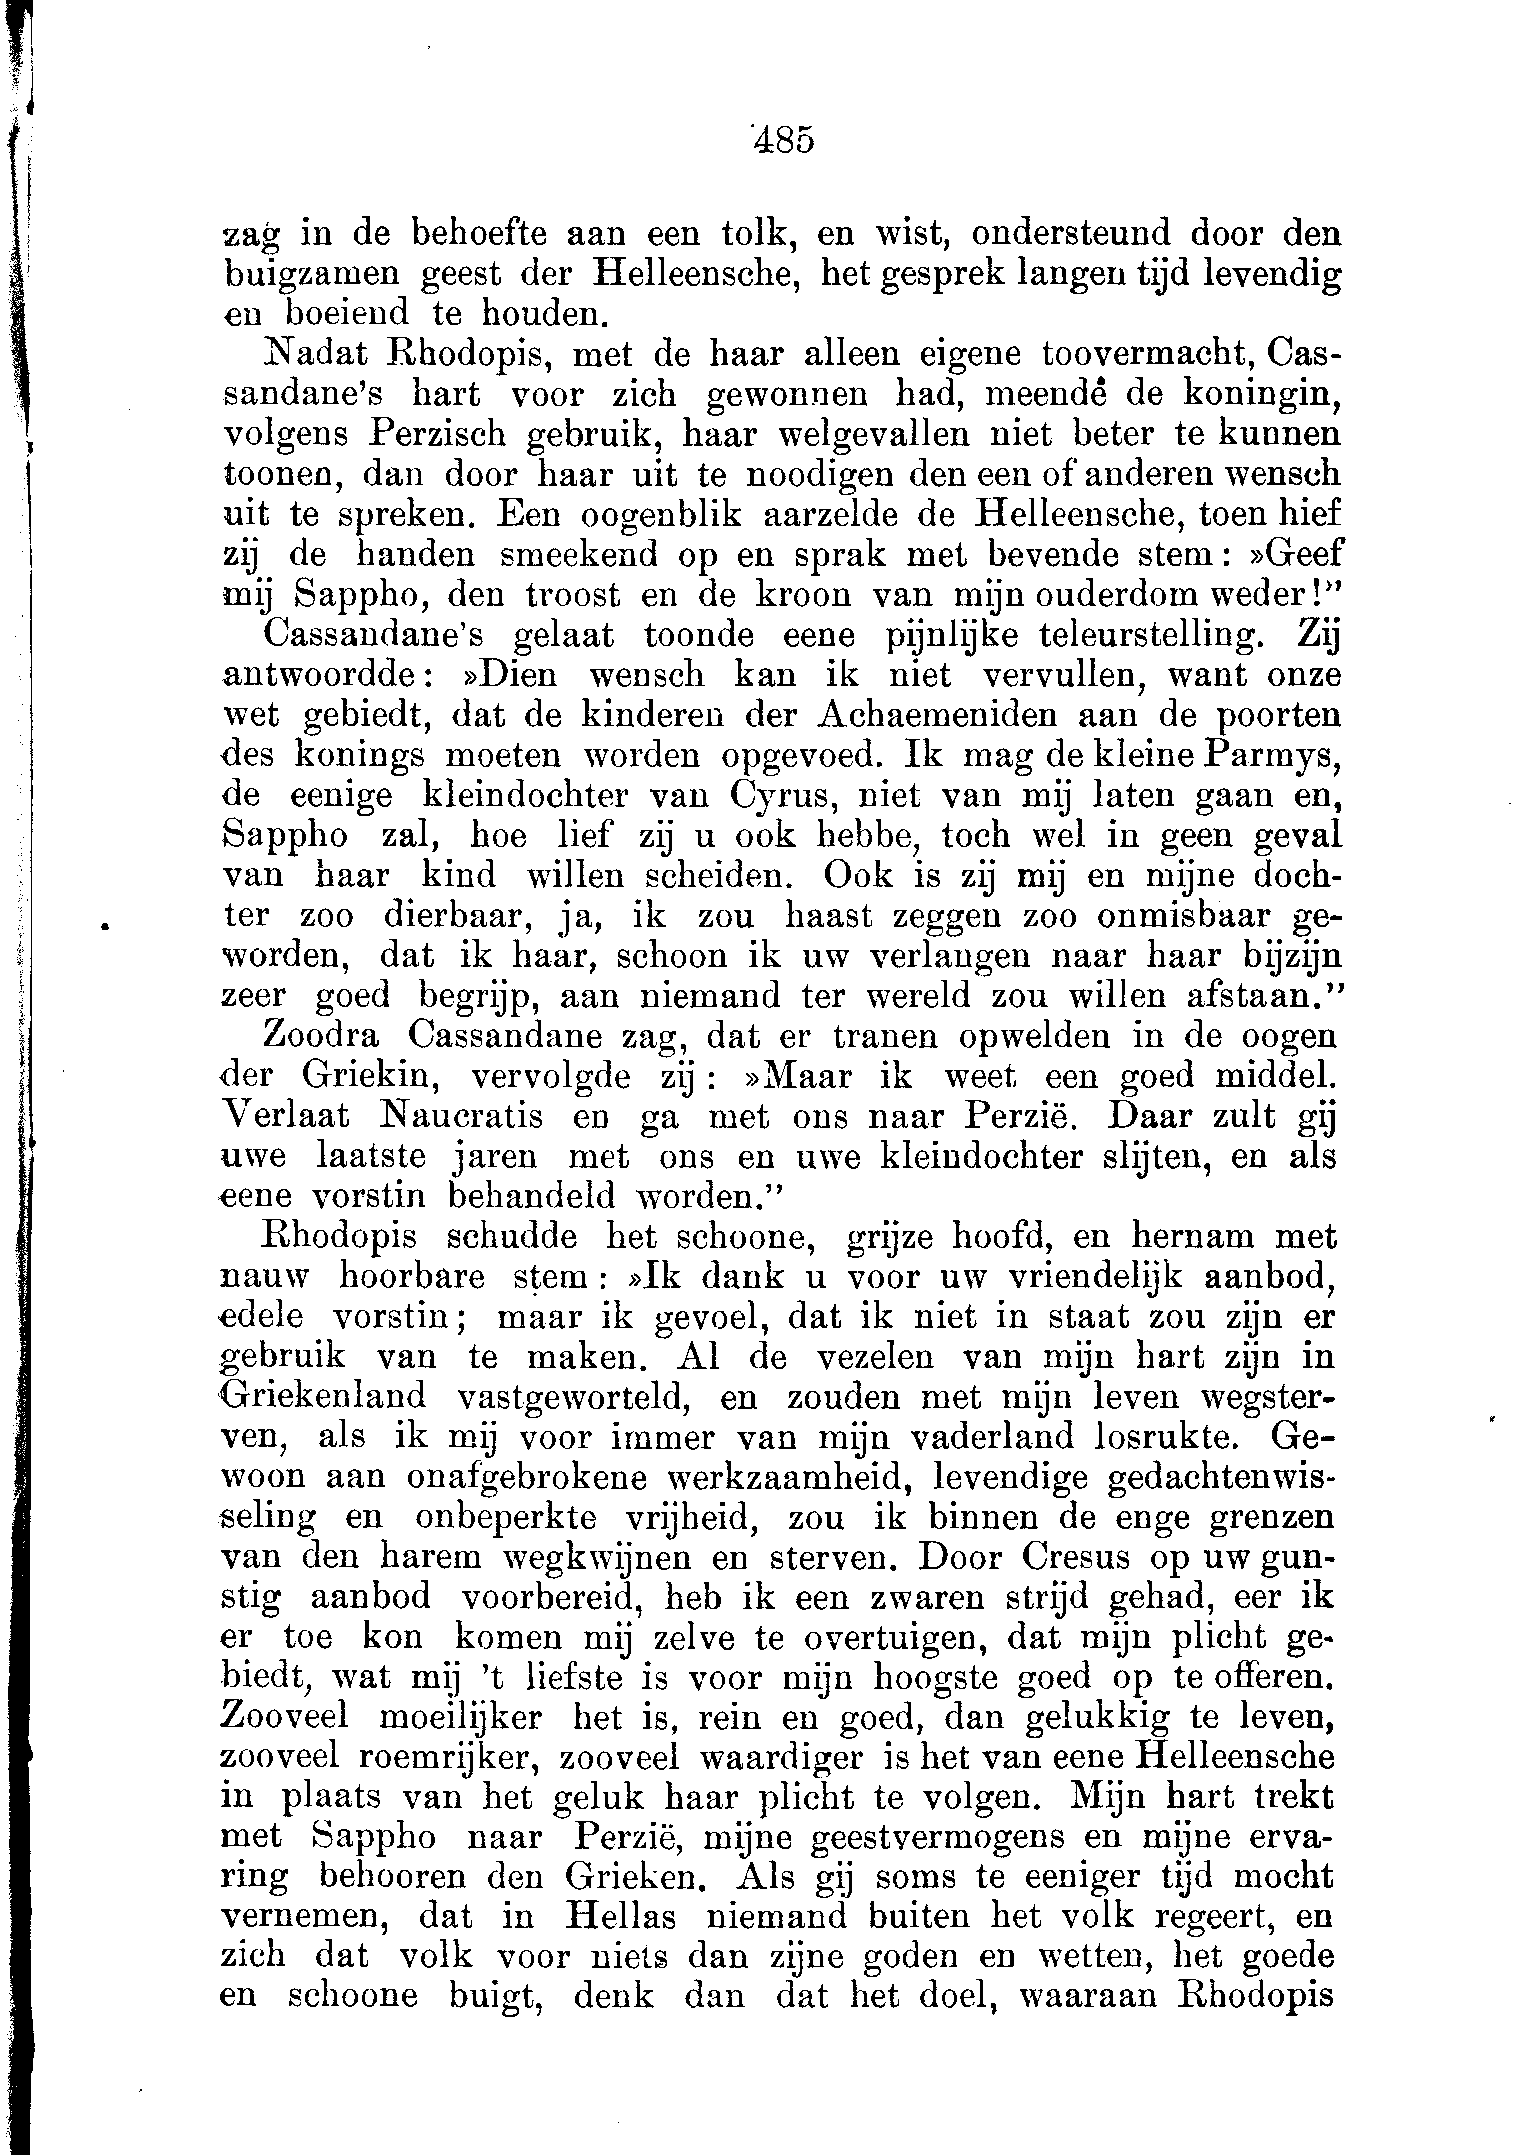 485
zag in de behoefte aan een tolk, en wist, ondersteund door den
buigzamen geest der Helleensche, het gesprek langen tijd levendig
en boeiend te houden.
Nadat Rhodopis, met de haar alleen eigene toovermacht, Cas-
sandane's hart voor zich gewonnen had, meende de koningin,
volgens Perzisch gebruik, haar welgevallen niet beter te kunnen
toonen, dan door haar uit te noodigen den een of anderen wensch
uit te spreken. Een oogenblik aarzelde de Helleensche, toen hief
zij de handen smeekend op en sprak met bevende stem: »Geef
mij Sappho, den troost en de kroon van mijn ouderdom weder!"
Cassandane's gelaat toonde eene pijnlijke teleurstelling. Zij
antwoordde: »Dien wensch kan ik niet vervullen, want onze
wet gebiedt, dat de kinderen der Achaemeniden aan de poorten
des konings moeten worden opgevoed. Ik mag de kleine Parmys,
de eenige kleindochter van Cyrus, niet van mij laten gaan en,
Sappho zal, hoe lief zij u ook hebbe, toch wel in geen geval
van haar kind willen scheiden. Ook is zij mij en mijne doch-
ter zoo dierbaar, ja, ik zou haast zeggen zoo onmisbaar ge-
worden, dat ik haar, schoon ik uw verlangen naar haar bijzijn
zeer goed begrijp, aan niemand ter wereld zou willen afstaan."
Zoodra Cassandane zag, dat er tranen opwelden in de oogen
der Griekin, vervolgde zij: »Maar ik weet een goed middel.
Verlaat Naucratis en ga met ons naar Perzië. Daar zult gij
uwe laatste jaren met ons en uwe kleindochter slijten, en als
eene vorstin behandeld worden."
Rhodopis schudde het schoone, grijze hoofd, en hernam met
nauw hoorbare stem: »Ik dank u voor uw vriendelijk aanbod,
edele vorstin; maar ik gevoel, dat ik niet in staat zou zijn er
gebruik van te maken. Al de vezelen van mijn hart zijn in
Griekenland vastgeworteld, en zouden met mijn leven wegster-
ven, als ik mij voor immer van mijn vaderland losrukte. Ge-
woon aan onafgebrokene werkzaamheid, levendige gedachtenwis-
seling en onbeperkte vrijheid, zou ik binnen de enge grenzen
van den harem wegkwijnen en sterven. Door Cresus op uw gun-
stig aanbod voorbereid, heb ik een zwaren strijd gehad, eer ik
er toe kon komen mij zelve te overtuigen, dat mijn plicht ge-
biedt, wat mij 't liefste is voor mijn hoogste goed op te offeren.
Zooveel moeilijker het is, rein en goed, dan gelukkig te leven,
zooveel roemrijker, zooveel waardiger is het van eene Helleensche
in plaats van het geluk haar plicht te volgen. Mijn hart trekt
met Sappho naar Perzië, mijne geestvermogens en mijne erva-
ring behooren den Grieken. Als gij soms te eeniger tijd mocht
vernemen, dat in Hellas niemand buiten het volk regeert, en
zich dat volk voor niets dan zijne goden en wetten, het goede
en schoone buigt, denk dan dat het doel, waaraan Rhodopis